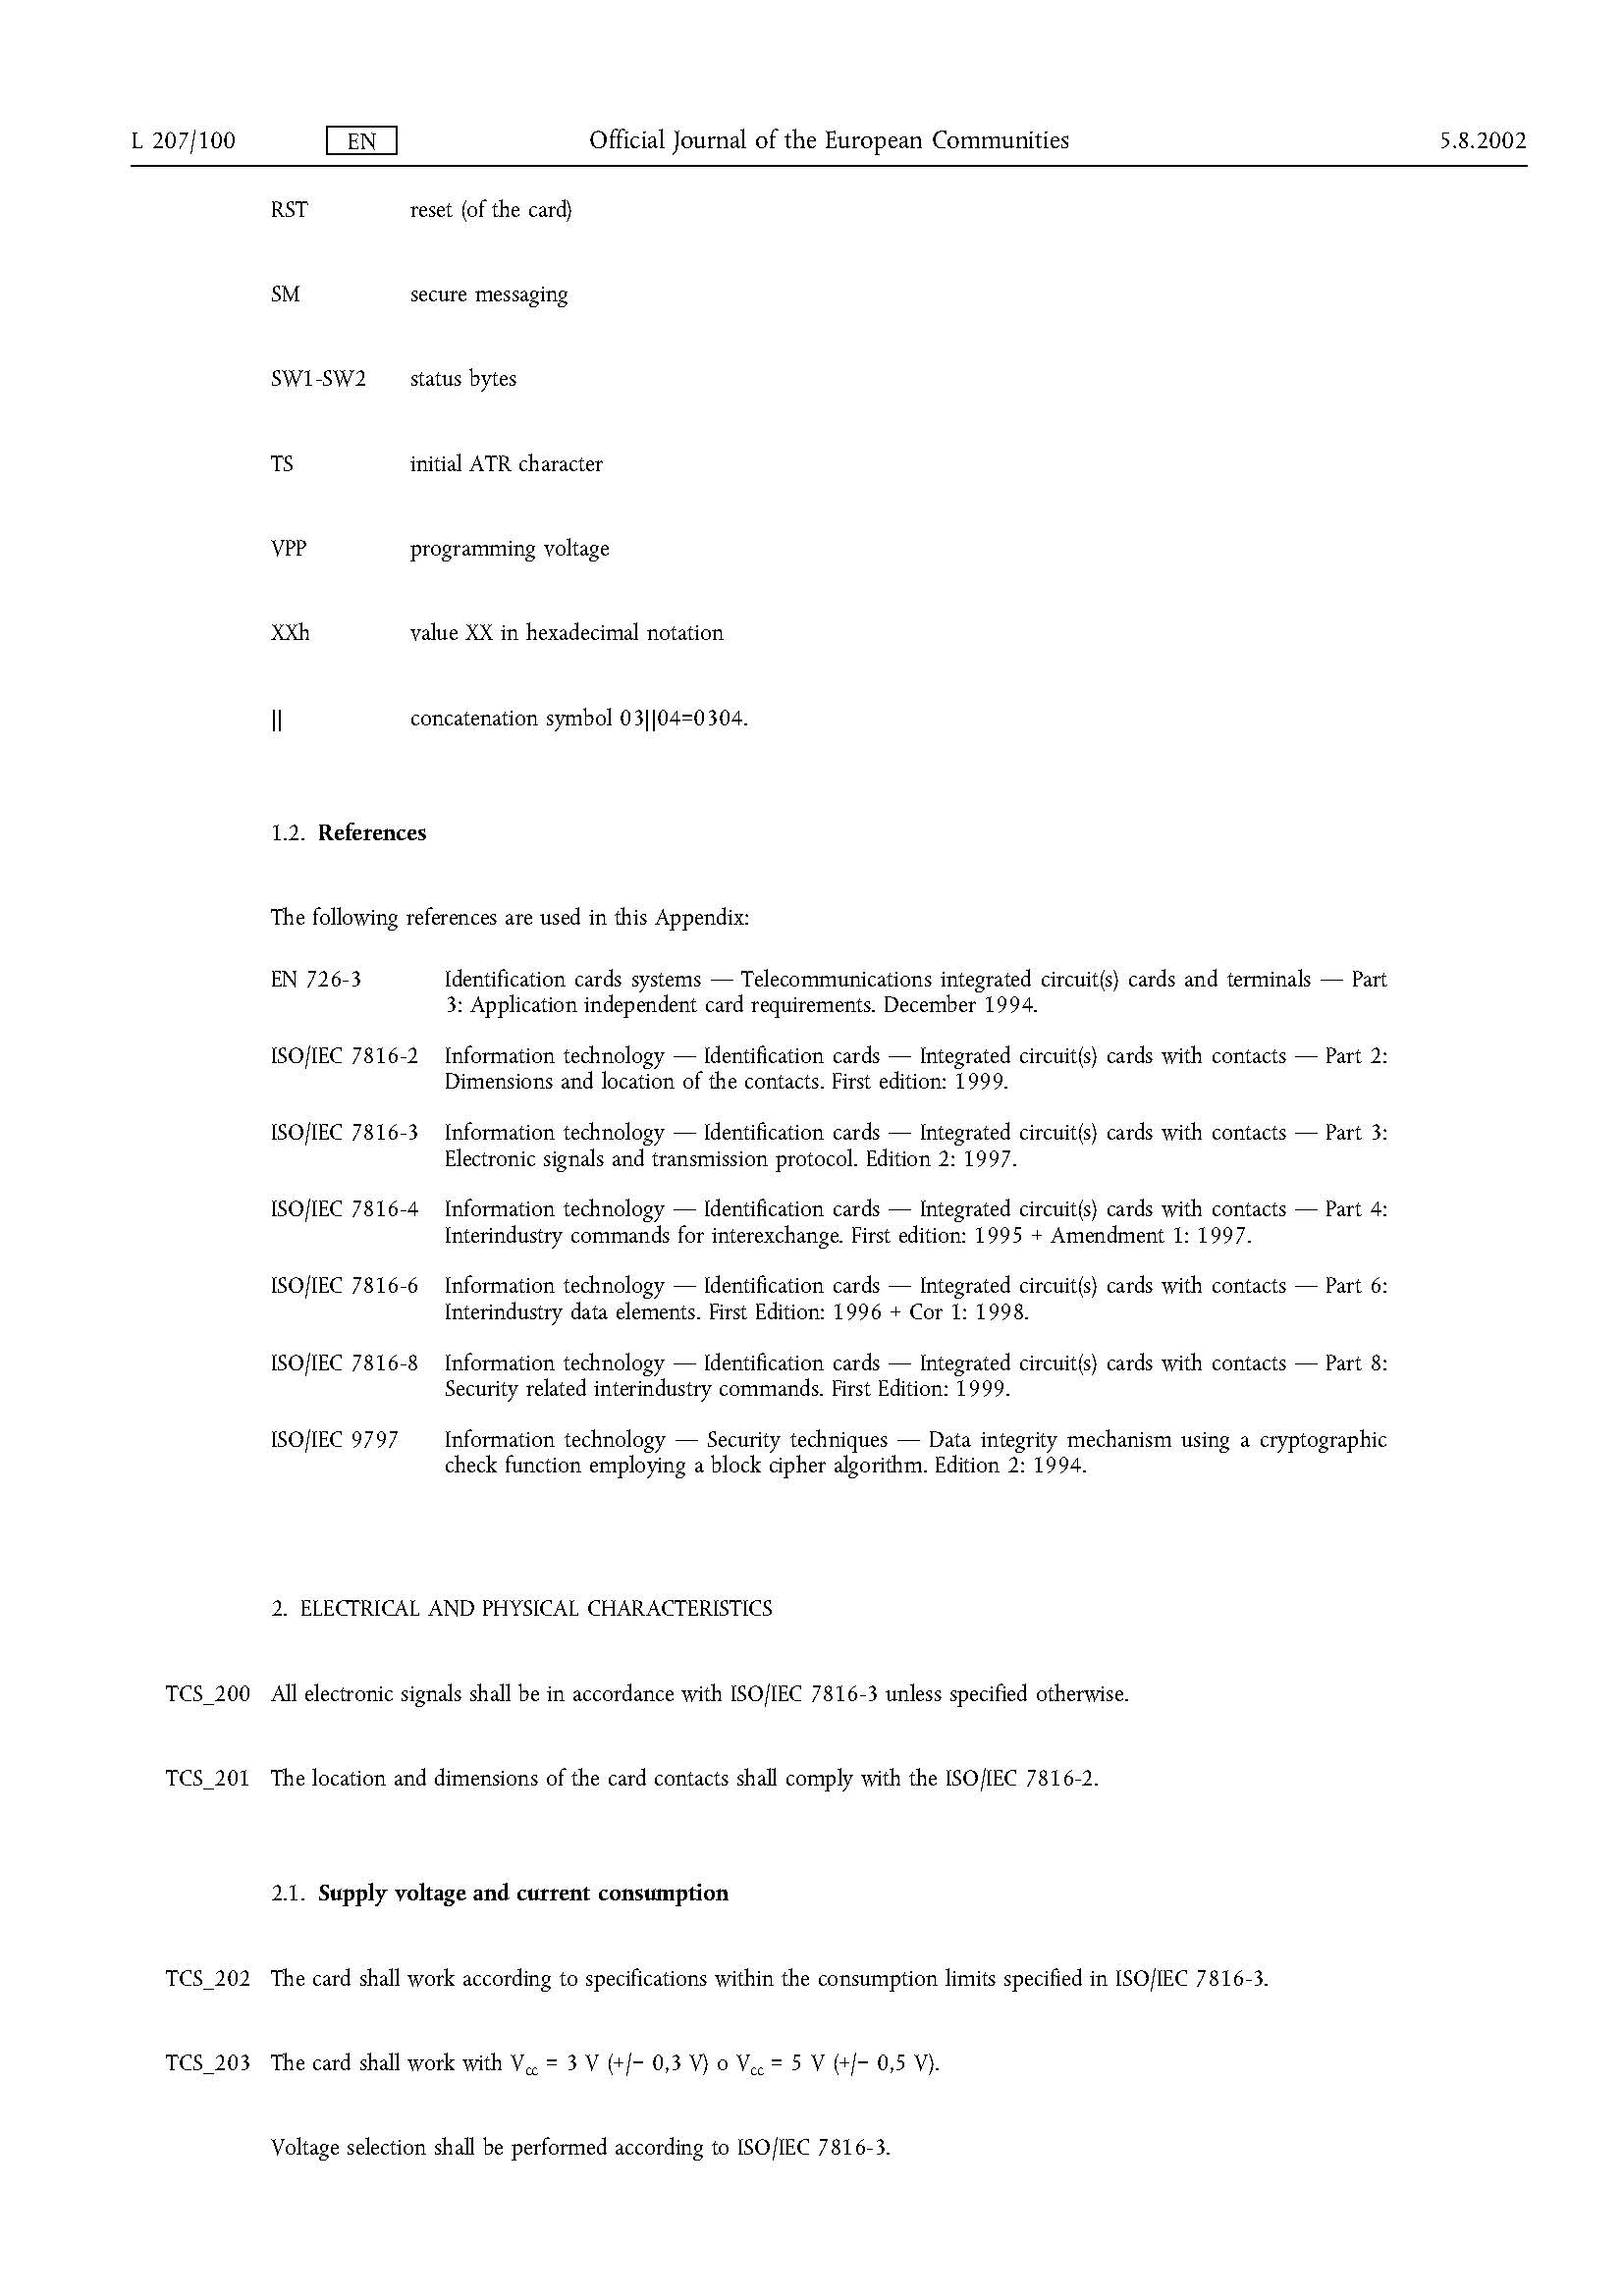 L 207/100 EN Official Journal of the European Communities 5.8.2002
RST reset (of the card)
SM secure messaging
SW1-SW2 status bytes
TS initial ATR character
VPP programming voltage
XXh value XX in hexadecimal notation
|| concatenation symbol 03||04=0304.
1.2. References
The following references are used in this Appendix:
EN 726-3 Identification cards systems — Telecommunications integrated circuit(s) cards and terminals — Part
3: Application independent card requirements. December 1994.
ISO/IEC 7816-2 Information technology — Identification cards — Integrated circuit(s) cards with contacts — Part 2:
Dimensions and location of the contacts. First edition: 1999.
ISO/IEC 7816-3 Information technology — Identification cards — Integrated circuit(s) cards with contacts — Part 3:
Electronic signals and transmission protocol. Edition 2: 1997.
ISO/IEC 7816-4 Information technology — Identification cards — Integrated circuit(s) cards with contacts — Part 4:
Interindustry commands for interexchange. First edition: 1995 + Amendment 1: 1997.
ISO/IEC 7816-6 Information technology — Identification cards — Integrated circuit(s) cards with contacts — Part 6:
Interindustry data elements. First Edition: 1996 + Cor 1: 1998.
ISO/IEC 7816-8 Information technology — Identification cards — Integrated circuit(s) cards with contacts — Part 8:
Security related interindustry commands. First Edition: 1999.
ISO/IEC 9797 Information technology — Security techniques — Data integrity mechanism using a cryptographic
check function employing a block cipher algorithm. Edition 2: 1994.
2. ELECTRICAL AND PHYSICAL CHARACTERISTICS
TCS_200 All electronic signals shall be in accordance with ISO/IEC 7816-3 unless specified otherwise.
TCS_201 The location and dimensions of the card contacts shall comply with the ISO/IEC 7816-2.
2.1. Supply voltage and current consumption
TCS_202 The card shall work according to specifications within the consumption limits specified in ISO/IEC 7816-3.
TCS_203 The card shall work with Vcc = 3 V (+/− 0,3 V) o Vcc = 5 V (+/− 0,5 V).
Voltage selection shall be performed according to ISO/IEC 7816-3.